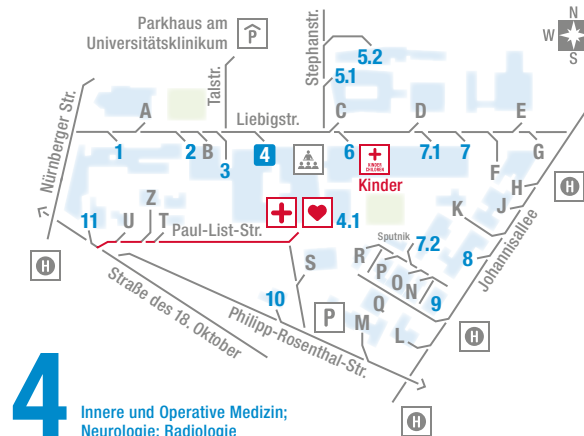 Parkhaus am
Universitätsklinikum
P
N
W
S
Stephanstr.
5.2
5.1
Talstr.
Nürnberger Str.
A
Liebigstr.
C
D
E
1
2
B
3
4
6
KINDER
CHILDREN
Kinder
7.1
7
F
G
H
J
K
H
Johannisallee
11
U
Z
T
Paul-List-Str.
4.1
Sputnik
7.2
R
P
O
N
Q
8
9
H
S
Straße des 18. Oktober
10
Philipp-Rosenthal-Str.
P
M
L
H
H
4
Innere und Operative Medizin;
Neurologie; Radiologie